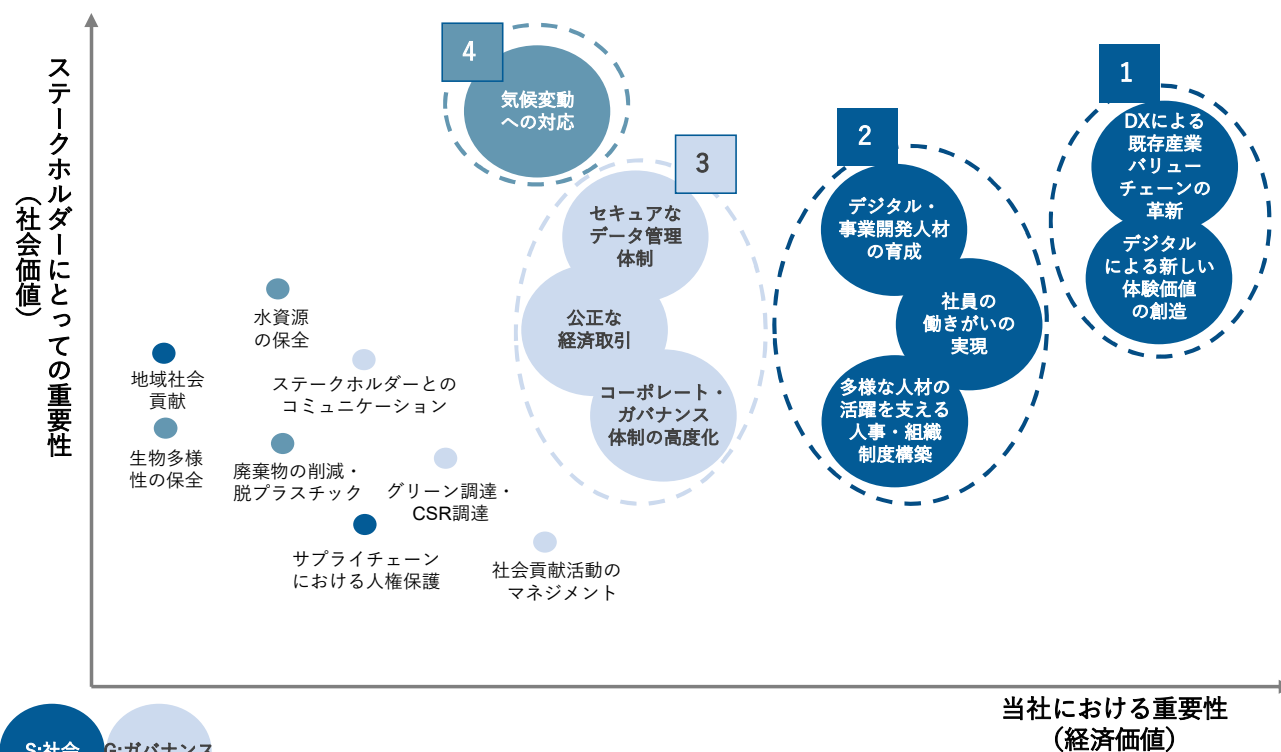 ステークホルダーにとっての重要性
（社会価値）
4
気候変動
への対応
3
セキュアな
データ管理
体制
公正な
経済取引
コーポレート・
ガバナンス
体制の高度化
2
デジタル・
事業開発人材
の育成
社員の
働きがいの
実現
多様な人材の
活躍を支える
人事・組織
制度構築
1
DXによる
既存産業
バリュー
チェーンの
革新
デジタル
による新しい
体験価値
の創造
水資源
の保全
地域社会
貢献
ステークホルダーとの
コミュニケーション
生物多様
性の保全
廃棄物の削減・
脱プラスチック
グリーン調達・
CSR調達
サプライチェーン
における人権保護
社会貢献活動の
マネジメント
当社における重要性
（経済価値）
S:社会
G:ガバナンス